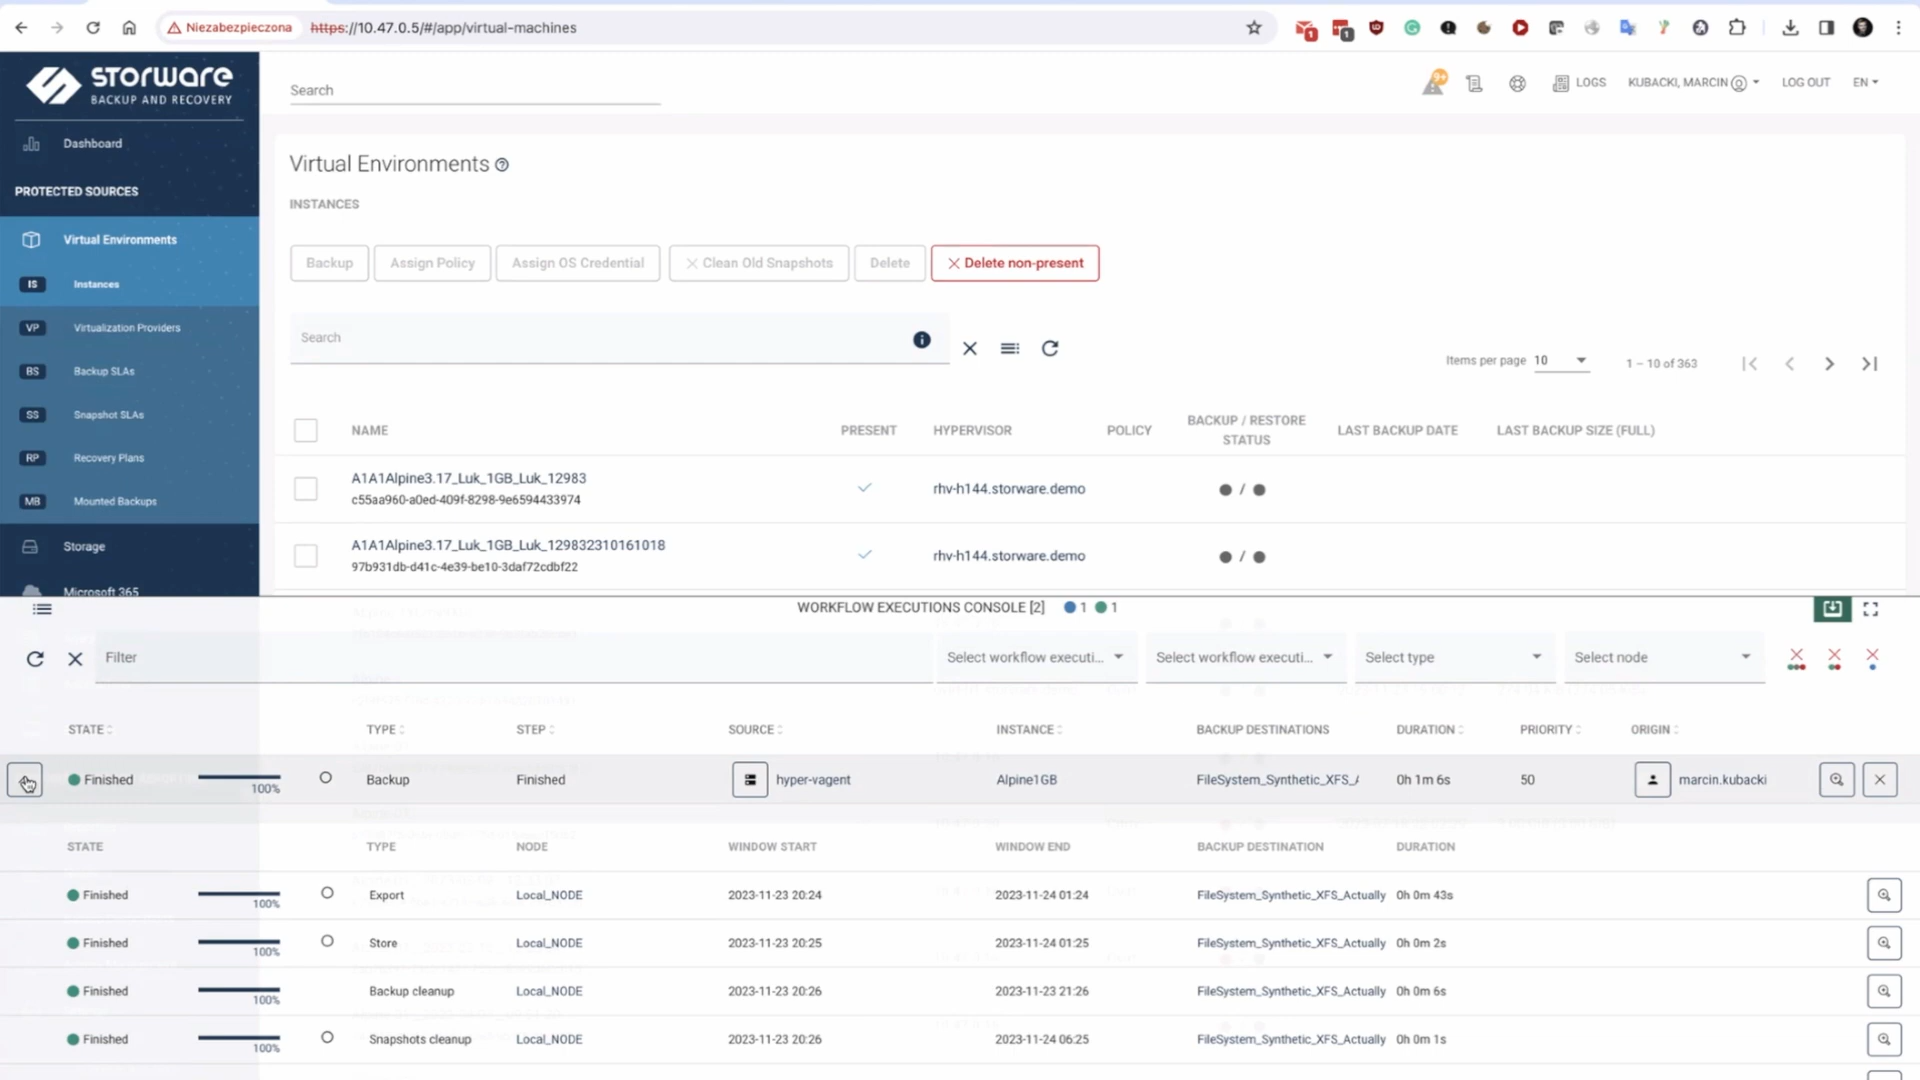 Niezabezpieczona https://10.47.0.5/#/app/virtual-machines
1 1
STORWARE
BACKUP AND RECOVERY
Search
9+ LOGS KUBACKI, MARCIN LOG OUT EN
Dashboard
PROTECTED SOURCES
Virtual Environments
IS Instances
VP Virtualization Providers
BS Backup SLAs
SS Snapshot SLAs
RP Recovery Plans
MB Mounted Backups
Storage
Microsoft 365
Virtual Environments
INSTANCES
Backup Assign Policy Assign OS Credential Clean Old Snapshots Delete Delete non-present
Search
Items per page 10 1 – 10 of 363
NAME PRESENT HYPERVISOR POLICY BACKUP / RESTORE STATUS LAST BACKUP DATE LAST BACKUP SIZE (FULL)
A1A1Alpine3.17_Luk_1GB_Luk_12983
c55aa960-a0ed-409f-8298-9e6594433974
rhv-h144.storware.demo /
A1A1Alpine3.17_Luk_1GB_Luk_129832310161018
97b931db-d41c-4e39-be10-3daf72cdbf22
rhv-h144.storware.demo /
WORKFLOW EXECUTIONS CONSOLE [2] 1 1
Filter Select workflow executi... Select workflow executi... Select type Select node
STATE TYPE STEP SOURCE INSTANCE BACKUP DESTINATIONS DURATION PRIORITY ORIGIN
Finished 100% Backup Finished hyper-vagent Alpine1GB FileSystem_Synthetic_XFS_A 0h 1m 6s 50 marcin.kubacki
STATE TYPE NODE WINDOW START WINDOW END BACKUP DESTINATION DURATION
Finished 100% Export Local_NODE 2023-11-23 20:24 2023-11-24 01:24 FileSystem_Synthetic_XFS_Actually 0h 0m 43s
Finished 100% Store Local_NODE 2023-11-23 20:25 2023-11-24 01:25 FileSystem_Synthetic_XFS_Actually 0h 0m 2s
Finished 100% Backup cleanup Local_NODE 2023-11-23 20:26 2023-11-23 21:26 FileSystem_Synthetic_XFS_Actually 0h 0m 6s
Finished 100% Snapshots cleanup Local_NODE 2023-11-23 20:26 2023-11-24 06:25 FileSystem_Synthetic_XFS_Actually 0h 0m 1s